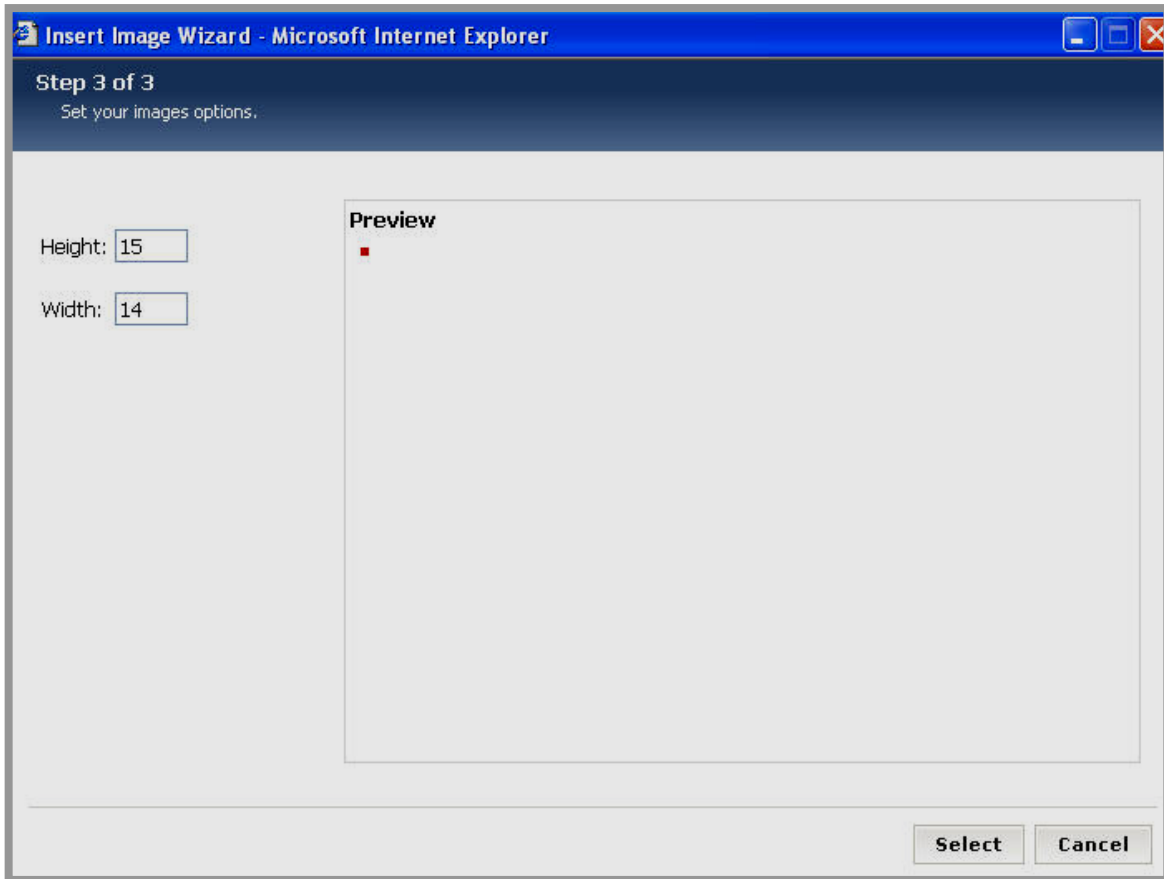 Insert Image Wizard - Microsoft Internet Explorer
Step 3 of 3
Set your images options.
Preview
Height: 15
Width: 14
Select Cancel